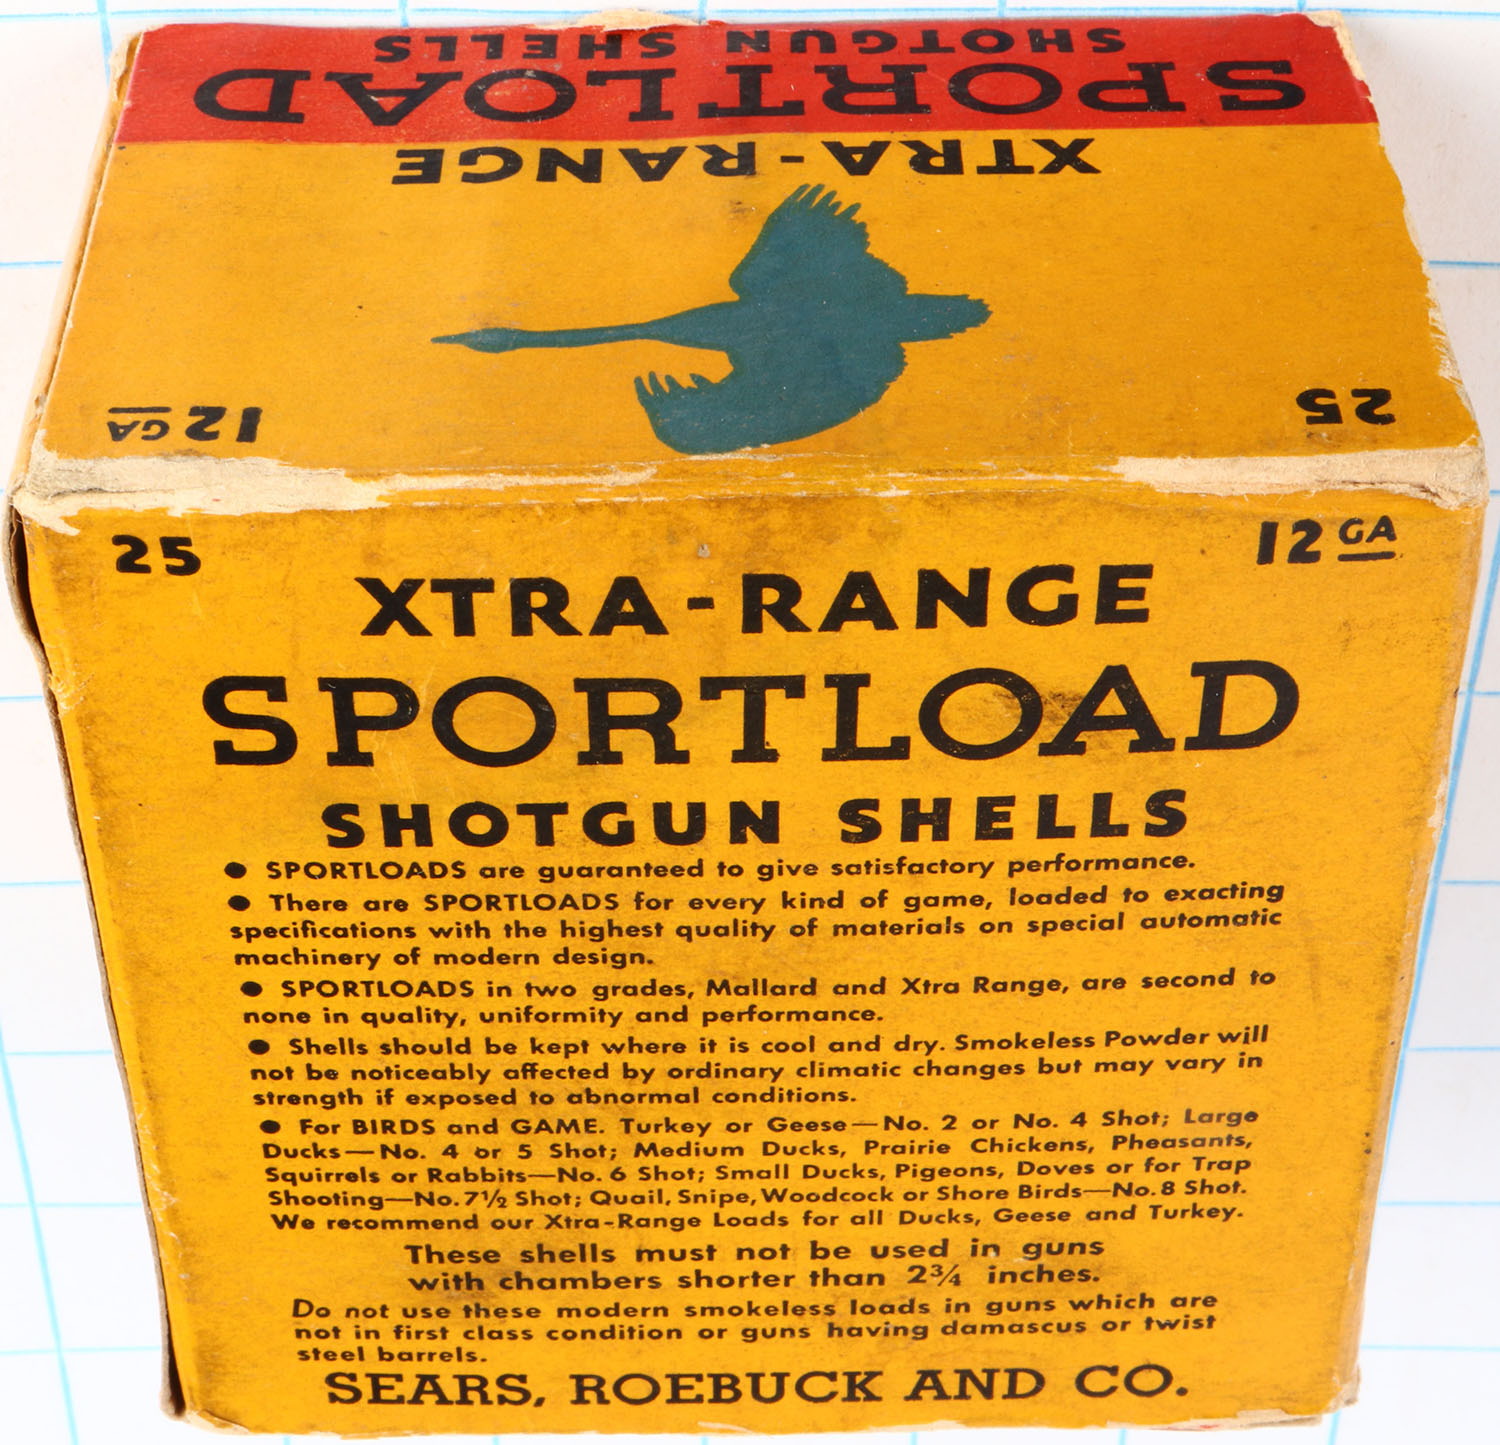 SHOTGUN SHELLS
SPORTLOAD
XTRA-RANGE
12 GA
25
25
12 GA
XTRA-RANGE
SPORTLOAD
SHOTGUN SHELLS
● SPORTLOADS are guaranteed to give satisfactory performance.
● There are SPORTLOADS for every kind of game, loaded to exacting
specifications with the highest quality of materials on special automatic
machinery of modern design.
● SPORTLOADS in two grades, Mallard and Xtra Range, are second to
none in quality, uniformity and performance.
● Shells should be kept where it is cool and dry. Smokeless Powder will
not be noticeably affected by ordinary climatic changes but may vary in
strength if exposed to abnormal conditions.
● For BIRDS and GAME. Turkey or Geese—No. 2 or No. 4 Shot; Large
Ducks—No. 4 or 5 Shot; Medium Ducks, Prairie Chickens, Pheasants,
Squirrels or Rabbits—No. 6 Shot; Small Ducks, Pigeons, Doves or for Trap
Shooting—No. 7½ Shot; Quail, Snipe, Woodcock or Shore Birds—No. 8 Shot.
We recommend our Xtra-Range Loads for all Ducks, Geese and Turkey.
These shells must not be used in guns
with chambers shorter than 2¾ inches.
Do not use these modern smokeless loads in guns which are
not in first class condition or guns having damascus or twist
steel barrels.
SEARS, ROEBUCK AND CO.